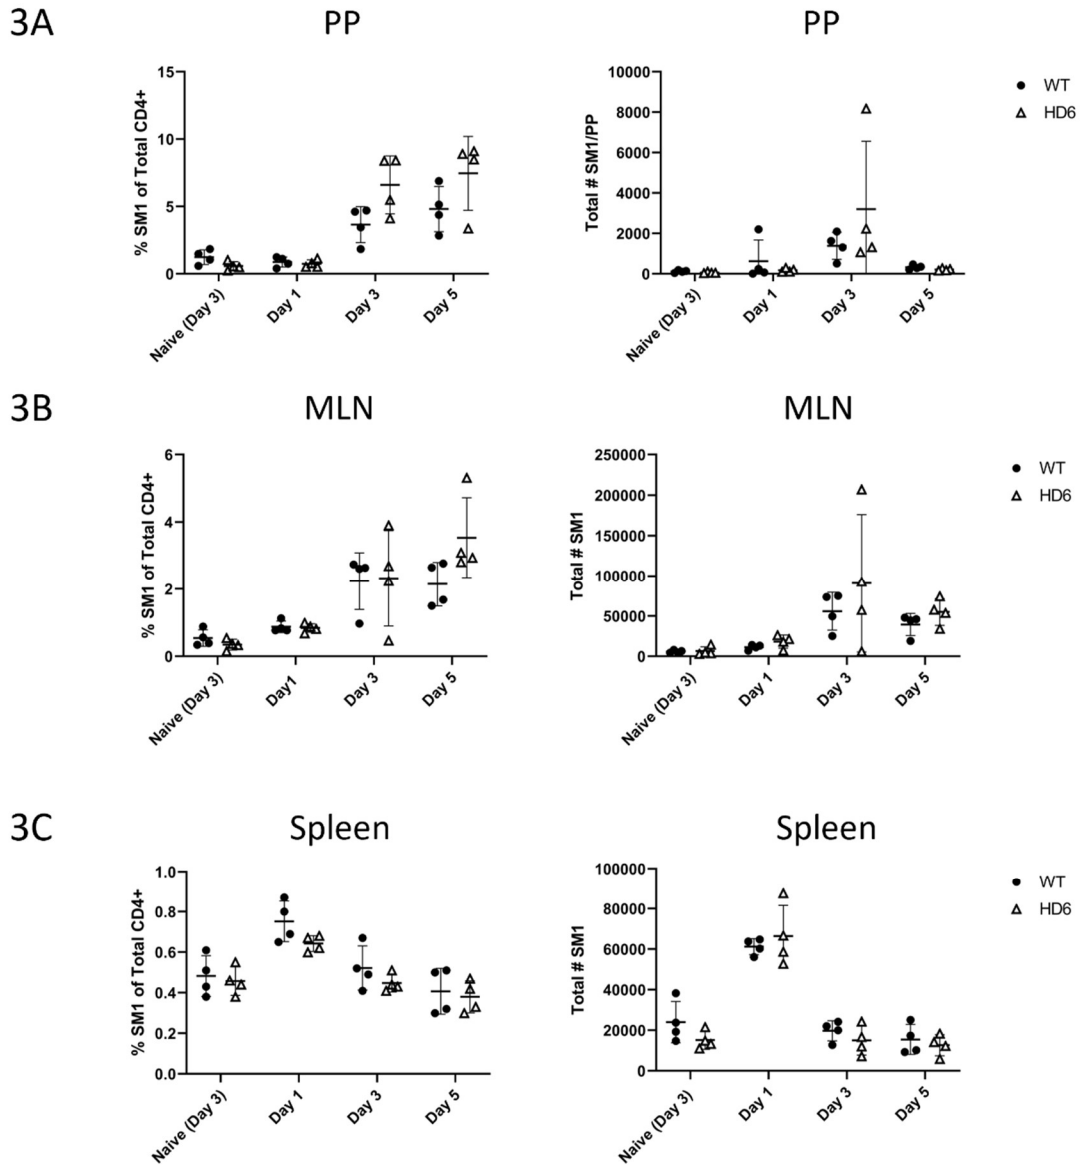 3A
PP
PP
% SM1 of Total CD4+
15
10
5
0
Naive (Day 3)
Day 1
Day 3
Day 5
Total # SM1/PP
10000
8000
6000
4000
2000
0
Naive (Day 3)
Day 1
Day 3
Day 5
WT
HD6
3B
MLN
MLN
% SM1 of Total CD4+
6
4
2
0
Naive (Day 3)
Day1
Day 3
Day 5
Total # SM1
250000
200000
150000
100000
50000
0
Naive (Day 3)
Day 1
Day 3
Day 5
WT
HD6
3C
Spleen
Spleen
% SM1 of Total CD4+
1.0
0.8
0.6
0.4
0.2
0.0
Naive (Day 3)
Day 1
Day 3
Day 5
Total # SM1
100000
80000
60000
40000
20000
0
Naive (Day 3)
Day 1
Day 3
Day 5
WT
HD6